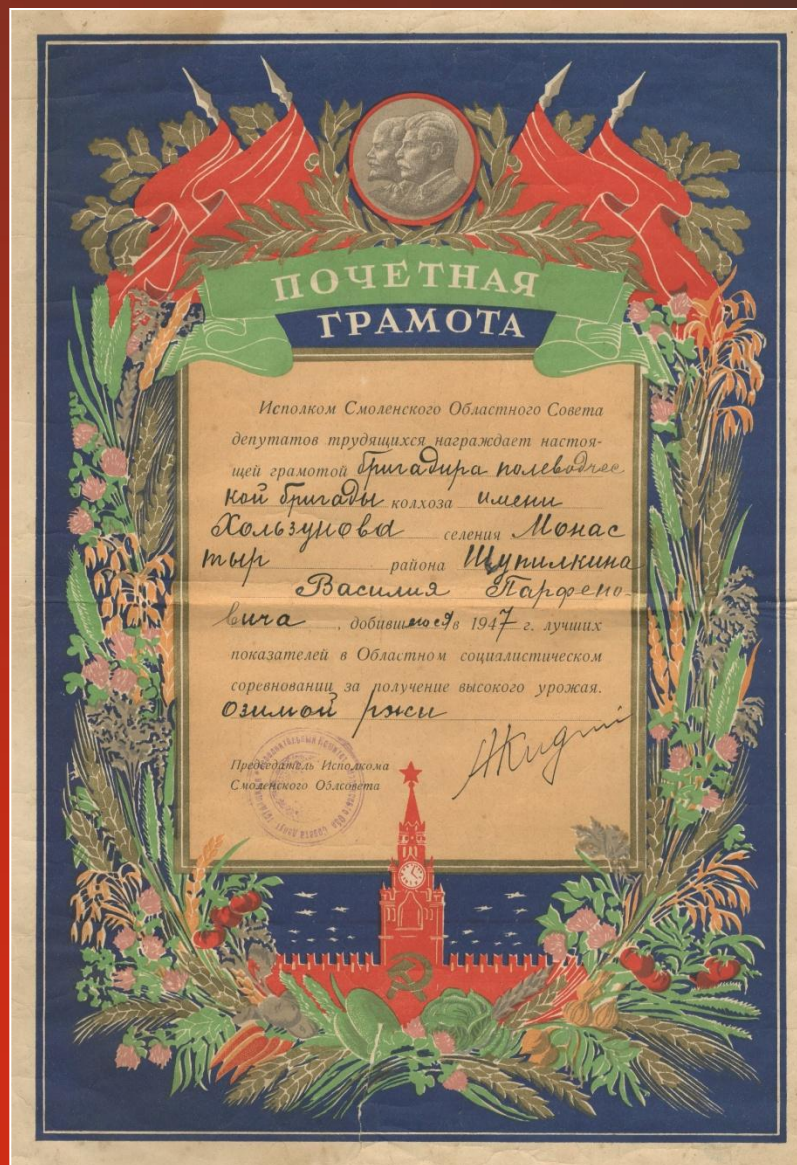 ПОЧЕТНАЯ
ГРАМОТА
Исполком Смоленского Областного Совета
депутатов трудящихся награждает настоя-
щей грамотой бригадира полеводчес
кой бригады колхоза имени
Хользунова селения Монас
тыр района Щупилкина
Василия Парфено-
вича, добившегося в 1947 г. лучших
показателей в Областном социалистическом
соревновании за получение высокого урожая.
озимой ржи
Председатель Исполкома
Смоленского Облсовета